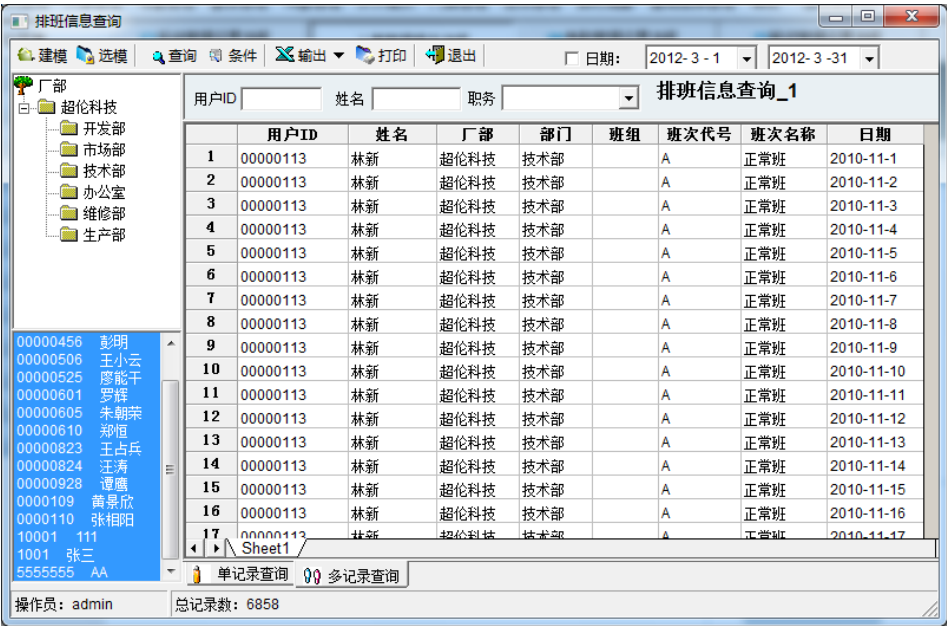 排班信息查询
建模 选模 查询 条件 输出 打印 退出 日期: 2012- 3 - 1 2012- 3 -31
厂部
超伦科技
开发部
市场部
技术部
办公室
维修部
生产部
00000456 彭明
00000506 王小云
00000525 廖能干
00000601 罗辉
00000605 朱朝荣
00000610 郑恒
00000823 王占兵
00000824 汪涛
00000928 谭鹰
0000109 黄景欣
0000110 张相阳
10001 111
1001 张三
5555555 AA
用户ID 姓名 职务 排班信息查询_1
用户ID 姓名 厂部 部门 班组 班次代号 班次名称 日期
1 00000113 林新 超伦科技 技术部 A 正常班 2010-11-1
2 00000113 林新 超伦科技 技术部 A 正常班 2010-11-2
3 00000113 林新 超伦科技 技术部 A 正常班 2010-11-3
4 00000113 林新 超伦科技 技术部 A 正常班 2010-11-4
5 00000113 林新 超伦科技 技术部 A 正常班 2010-11-5
6 00000113 林新 超伦科技 技术部 A 正常班 2010-11-6
7 00000113 林新 超伦科技 技术部 A 正常班 2010-11-7
8 00000113 林新 超伦科技 技术部 A 正常班 2010-11-8
9 00000113 林新 超伦科技 技术部 A 正常班 2010-11-9
10 00000113 林新 超伦科技 技术部 A 正常班 2010-11-10
11 00000113 林新 超伦科技 技术部 A 正常班 2010-11-11
12 00000113 林新 超伦科技 技术部 A 正常班 2010-11-12
13 00000113 林新 超伦科技 技术部 A 正常班 2010-11-13
14 00000113 林新 超伦科技 技术部 A 正常班 2010-11-14
15 00000113 林新 超伦科技 技术部 A 正常班 2010-11-15
16 00000113 林新 超伦科技 技术部 A 正常班 2010-11-16
17 00000113 林新 超伦科技 技术部 A 正常班 2010-11-17
Sheet1
单记录查询 多记录查询
操作员: admin 总记录数: 6858